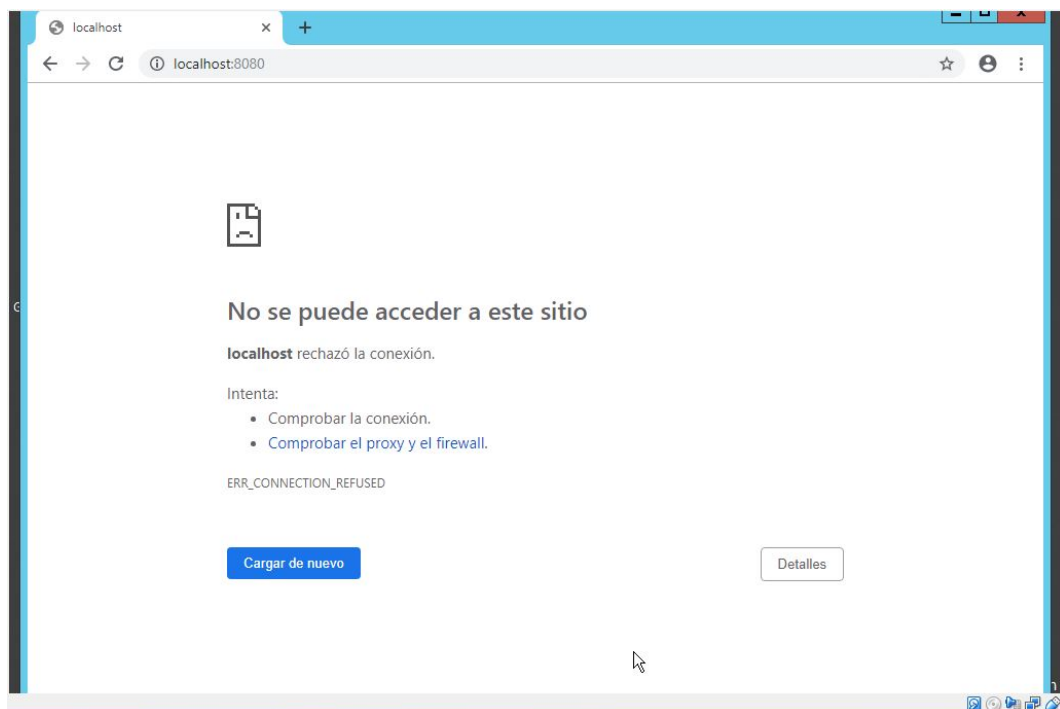 localhost
localhost:8080
No se puede acceder a este sitio
localhost rechazó la conexión.
Intenta:
Comprobar la conexión.
Comprobar el proxy y el firewall.
ERR_CONNECTION_REFUSED
Cargar de nuevo
Detalles